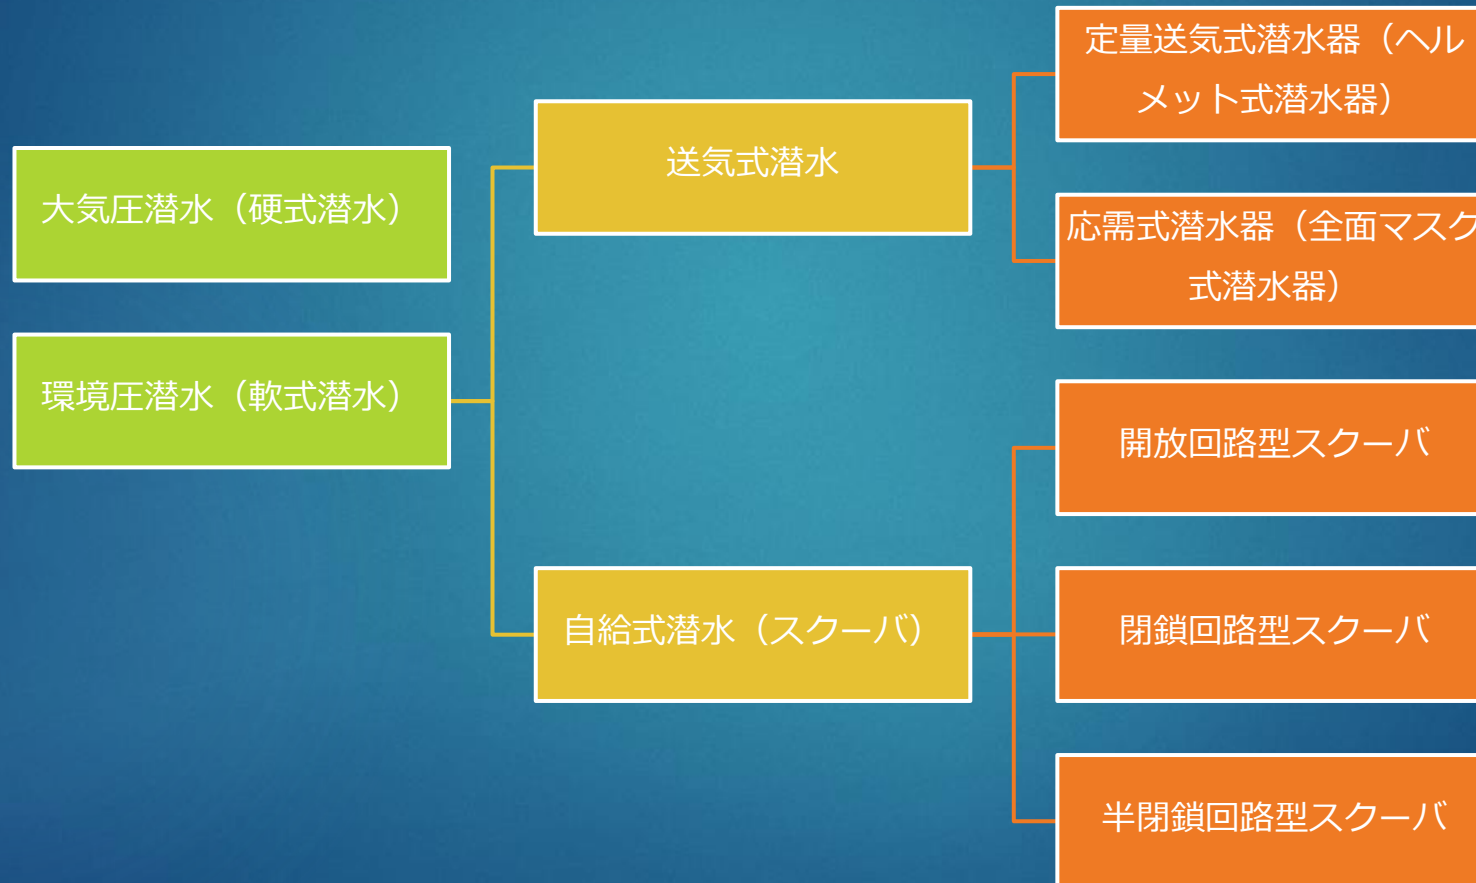 大気圧潜水（硬式潜水）
環境圧潜水（軟式潜水）
送気式潜水
自給式潜水（スクーバ）
定量送気式潜水器（ヘル
メット式潜水器）
応需式潜水器（全面マスク
式潜水器）
開放回路型スクーバ
閉鎖回路型スクーバ
半閉鎖回路型スクーバ